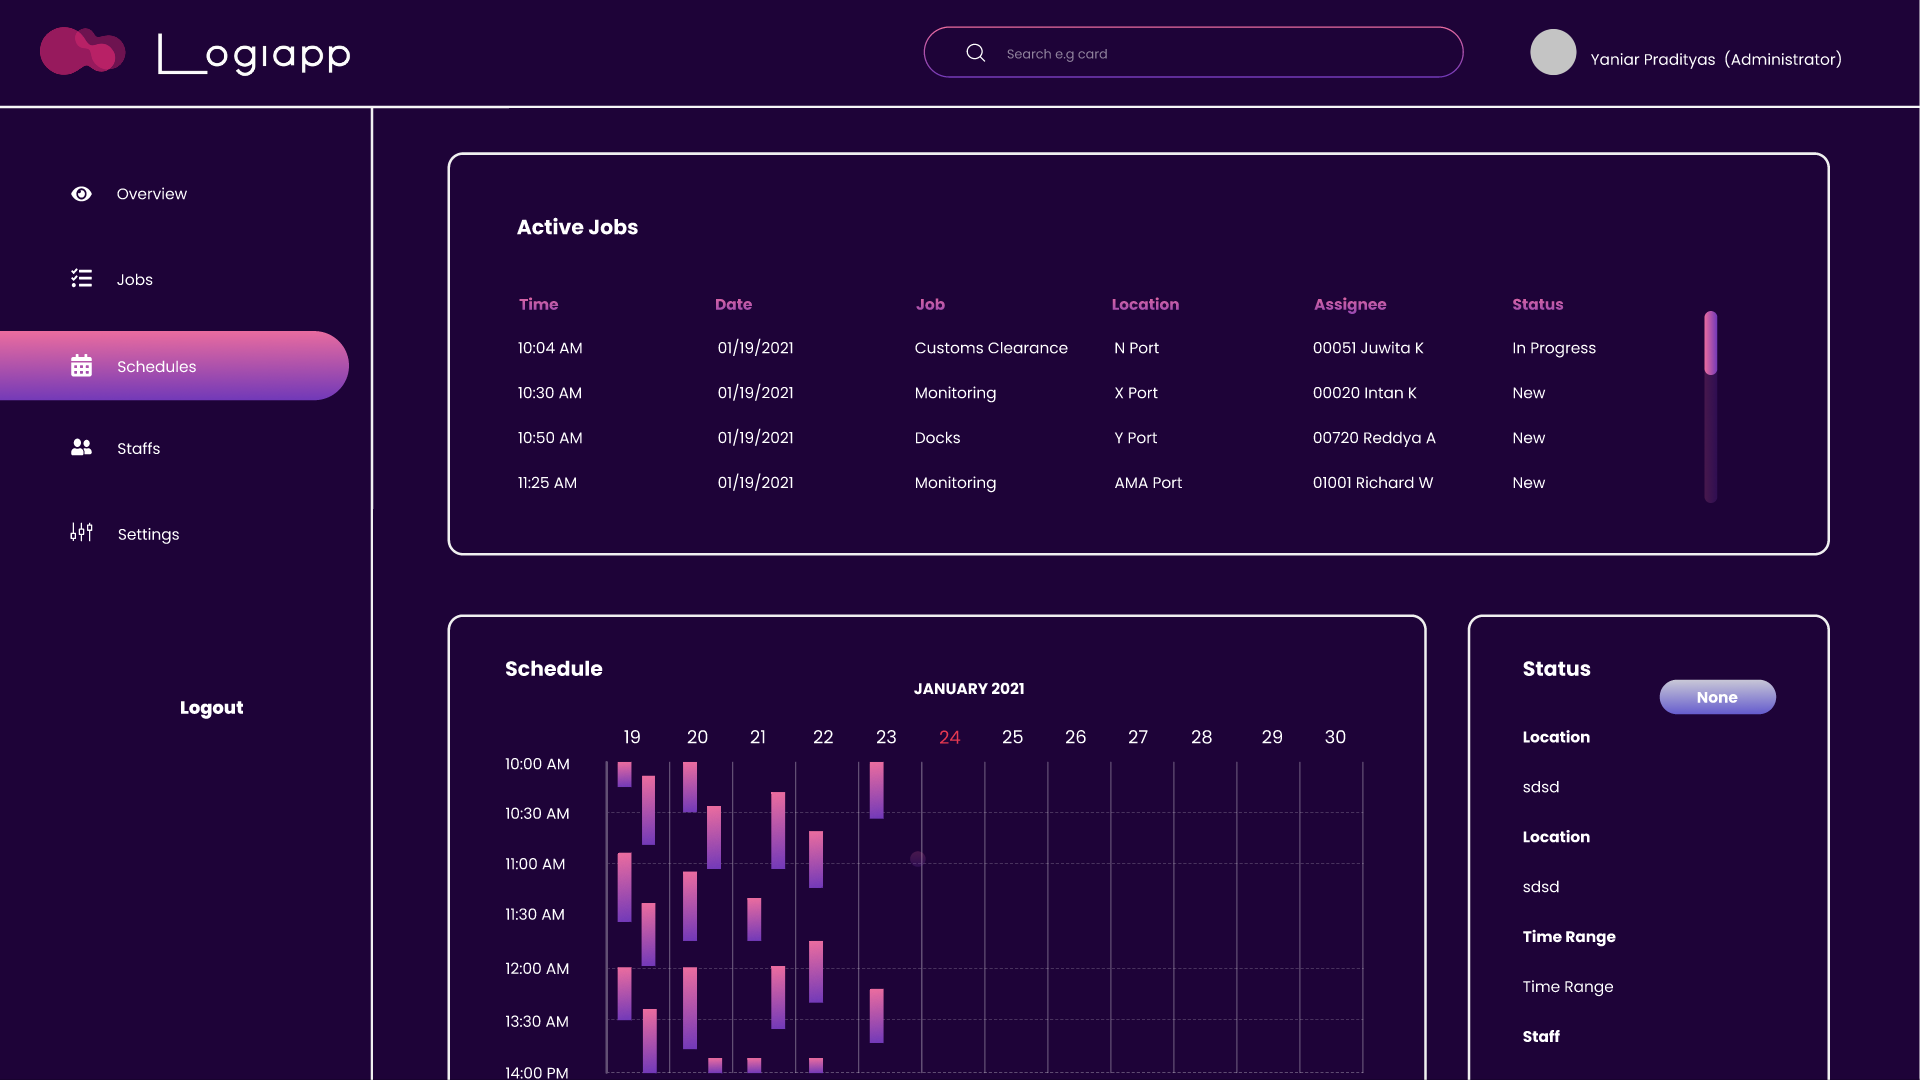 Logiapp
Search e.g card
Yaniar Pradityas (Administrator)
Overview
Jobs
Schedules
Staffs
Settings
Logout
Active Jobs
Time Date Job Location Assignee Status
10:04 AM 01/19/2021 Customs Clearance N Port 00051 Juwita K In Progress
10:30 AM 01/19/2021 Monitoring X Port 00020 Intan K New
10:50 AM 01/19/2021 Docks Y Port 00720 Reddya A New
11:25 AM 01/19/2021 Monitoring AMA Port 01001 Richard W New
Schedule
JANUARY 2021
19 20 21 22 23 24 25 26 27 28 29 30
10:00 AM
10:30 AM
11:00 AM
11:30 AM
12:00 AM
13:30 AM
14:00 PM
Status
None
Location
sdsd
Location
sdsd
Time Range
Time Range
Staff